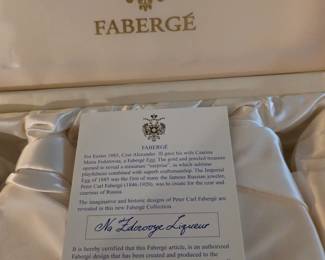 FABERGÉ
FABERGÉ
For Easter 1885, Czar Alexander III gave his wife Czarina
Maria Fedorovna, a Fabergé Egg. The gold and jeweled treasure
opened to reveal a miniature "surprise", in which sublime
playfulness combined with superb craftsmanship. The Imperial
Egg of 1885 was the first of many the famous Russian jeweler,
Peter Carl Fabergé (1846-1920), was to create for the czar and
czarinas of Russia.
The imaginative and historic designs of Peter Carl Fabergé are
revealed in this new Fabergé Collection.
Na Zdorovye Liqueur
It is hereby certified that this Fabergé article, is an authorized
Fabergé design that has been created and produced to the